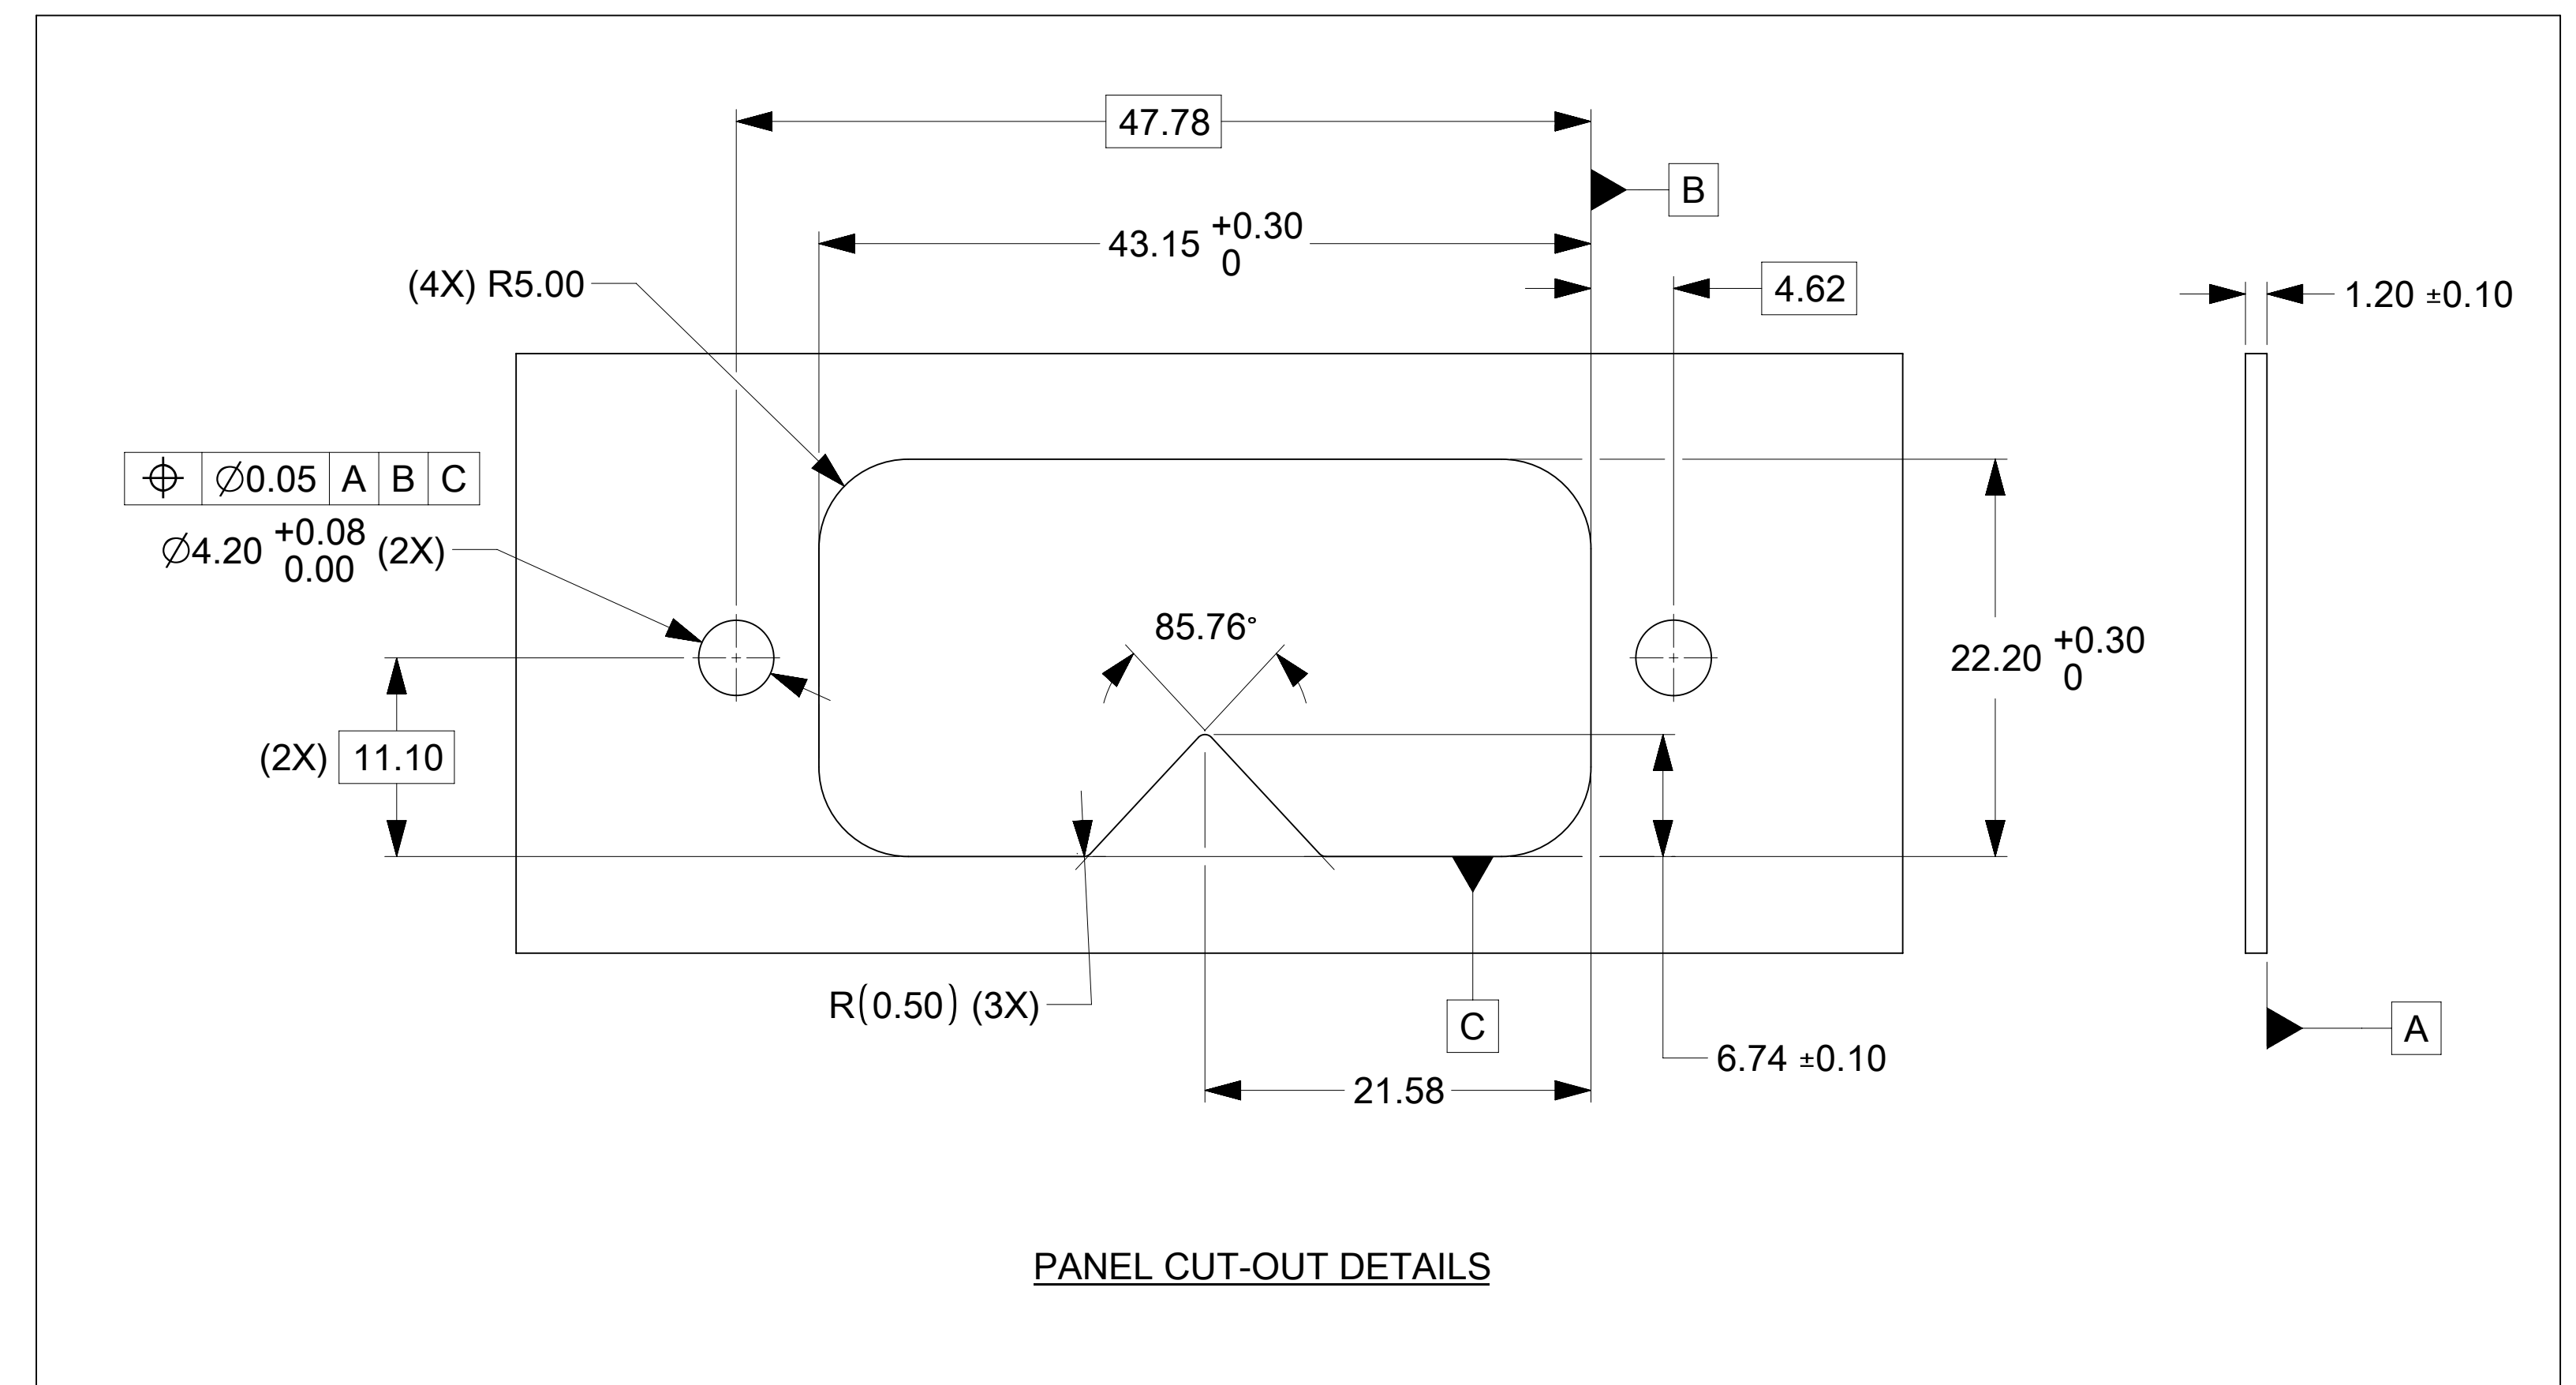 47.78
B
43.15 +0.30
0
(4X) R5.00
4.62
1.20 ±0.10
⌖ ⌀0.05 A B C
⌀4.20 +0.08 (2X)
0.00
85.76°
22.20 +0.30
0
(2X) 11.10
R(0.50) (3X)
C
A
6.74 ±0.10
21.58
PANEL CUT-OUT DETAILS